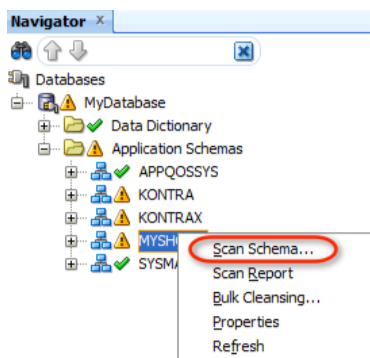 Navigator x
Databases
MyDatabase
Data Dictionary
Application Schemas
APPQOSSYS
KONTRA
KONTRAX
Scan Schema...
Scan Report
Bulk Cleansing...
Properties
Refresh